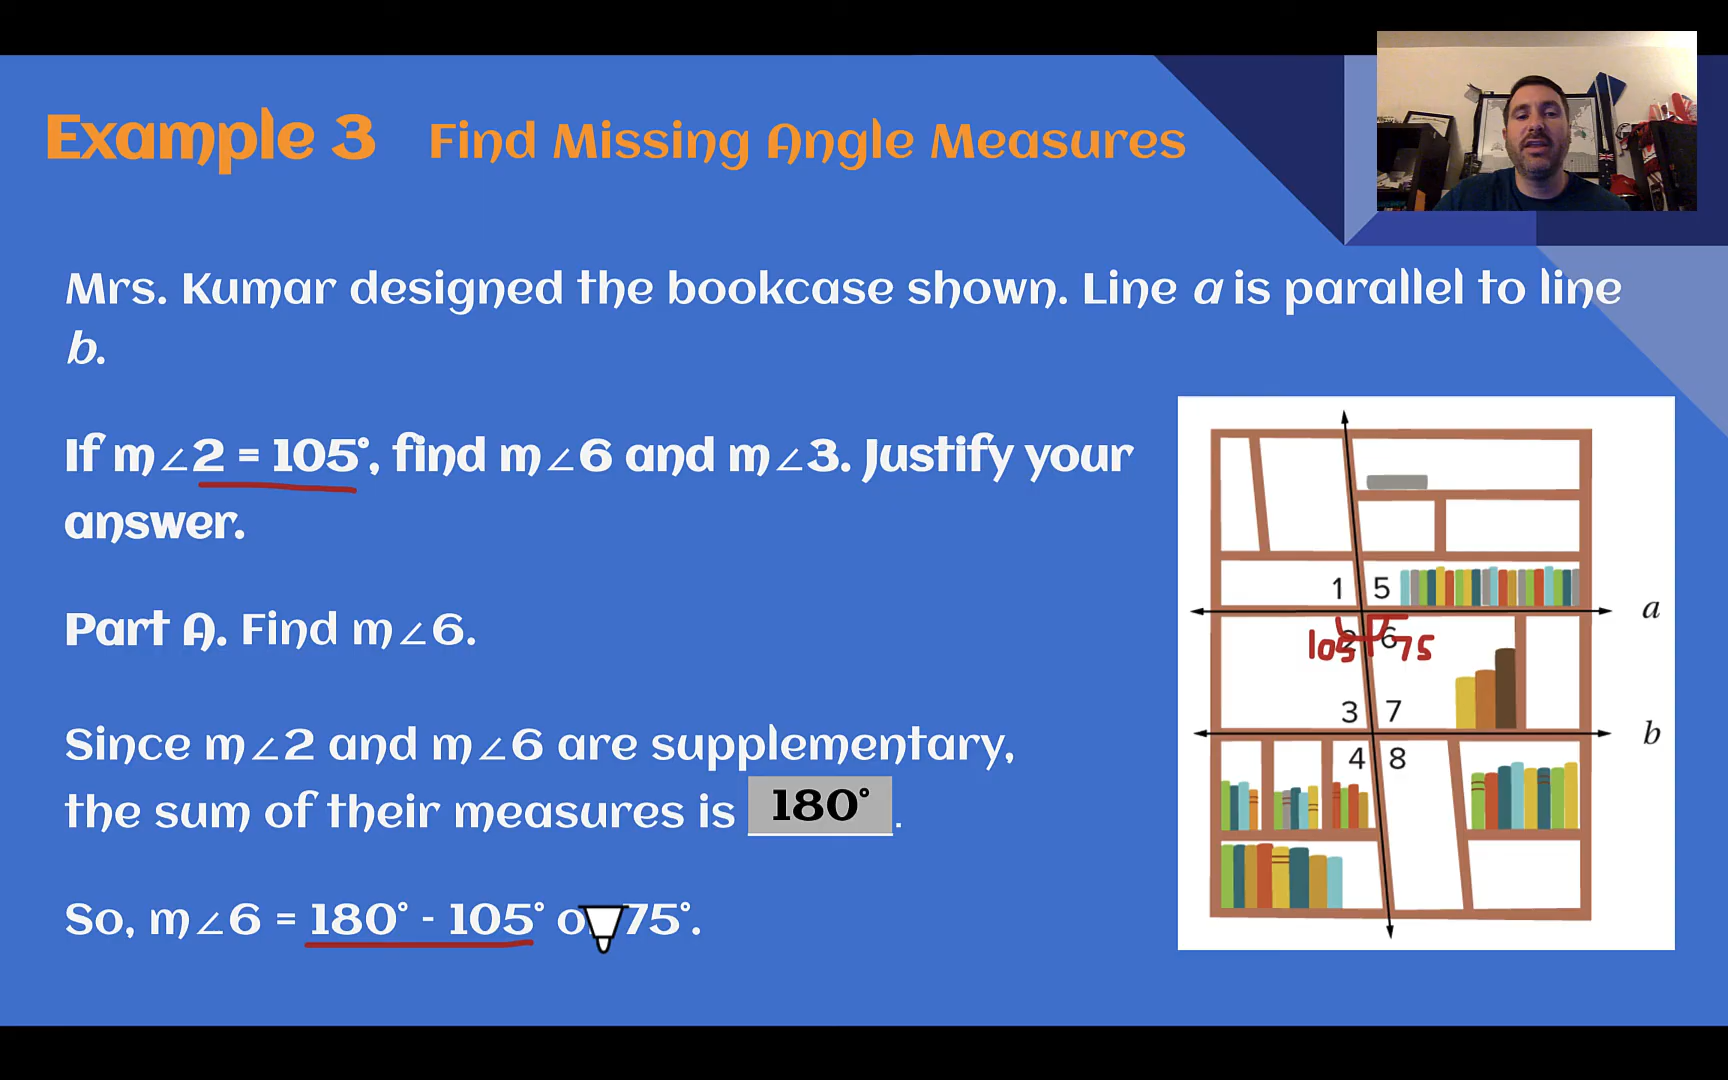 Example 3 Find Missing Angle Measures
Mrs. Kumar designed the bookcase shown. Line a is parallel to line
b.
If m∠2 = 105°, find m∠6 and m∠3. Justify your
answer.
Part A. Find m∠6.
Since m∠2 and m∠6 are supplementary,
the sum of their measures is 180°.
So, m∠6 = 180° - 105° 75°.
1 5
a
105 2 6 75
3 7
b
4 8